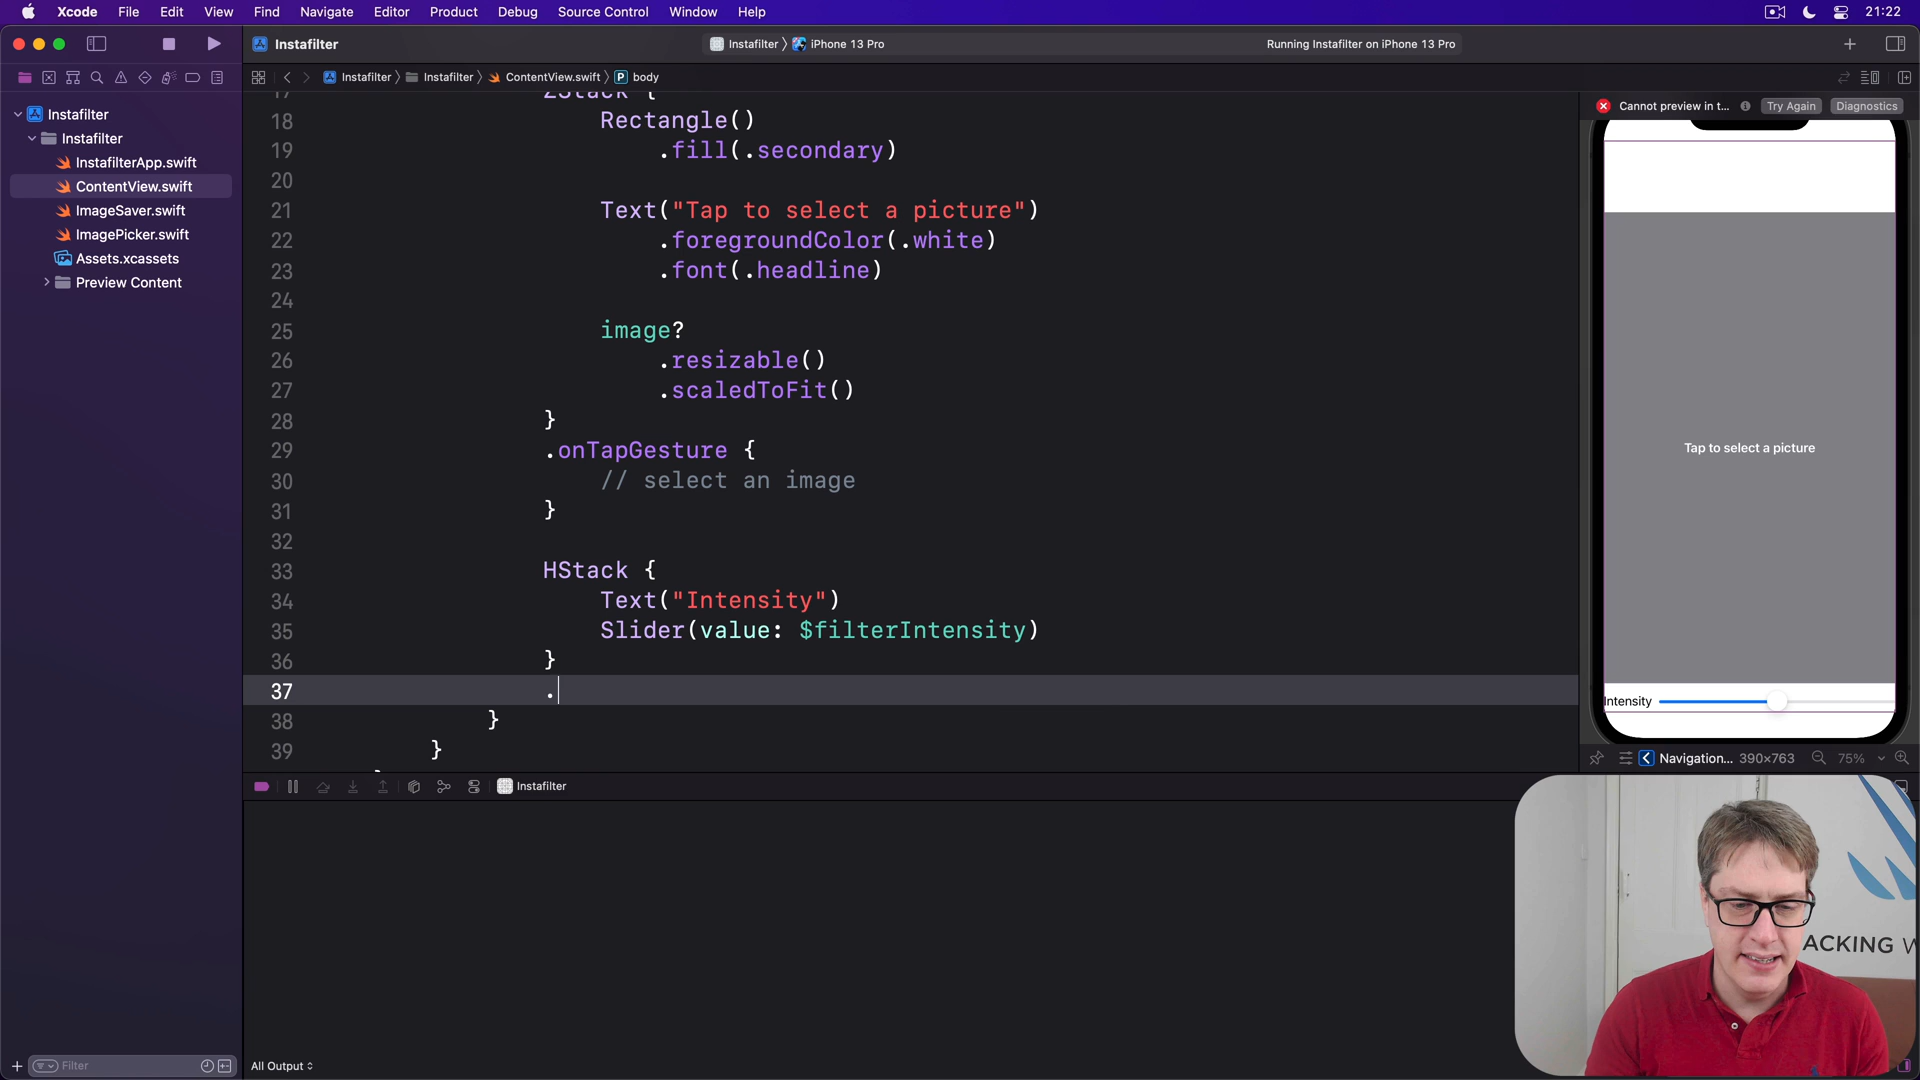 Xcode File Edit View Find Navigate Editor Product Debug Source Control Window Help 21:22
Instafilter
Instafilter iPhone 13 Pro
Running Instafilter on iPhone 13 Pro
Instafilter Instafilter ContentView.swift P body
Instafilter
Instafilter
InstafilterApp.swift
ContentView.swift
ImageSaver.swift
ImagePicker.swift
Assets.xcassets
Preview Content
Filter
17 ZStack {
18 Rectangle()
19 .fill(.secondary)
20
21 Text("Tap to select a picture")
22 .foregroundColor(.white)
23 .font(.headline)
24
25 image?
26 .resizable()
27 .scaledToFit()
28 }
29 .onTapGesture {
30 // select an image
31 }
32
33 HStack {
34 Text("Intensity")
35 Slider(value: $filterIntensity)
36 }
37 .
38 }
39 }
Cannot preview in t... Try Again Diagnostics
Tap to select a picture
Intensity
Navigation... 390×763 75%
Instafilter
All Output
ACKING W